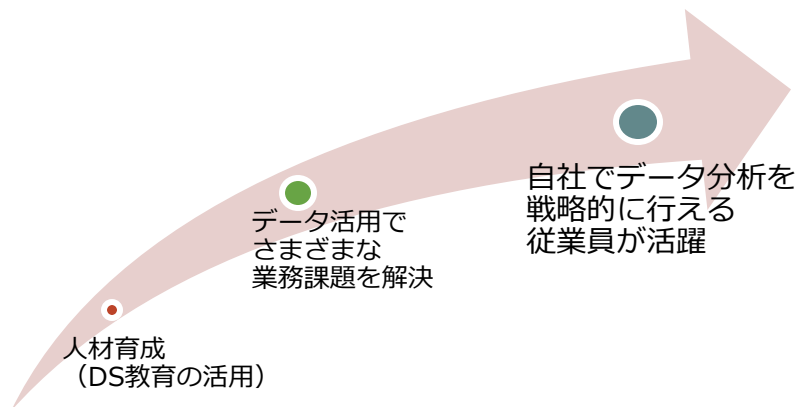 人材育成
（DS教育の活用）
データ活用で
さまざまな
業務課題を解決
自社でデータ分析を
戦略的に行える
従業員が活躍